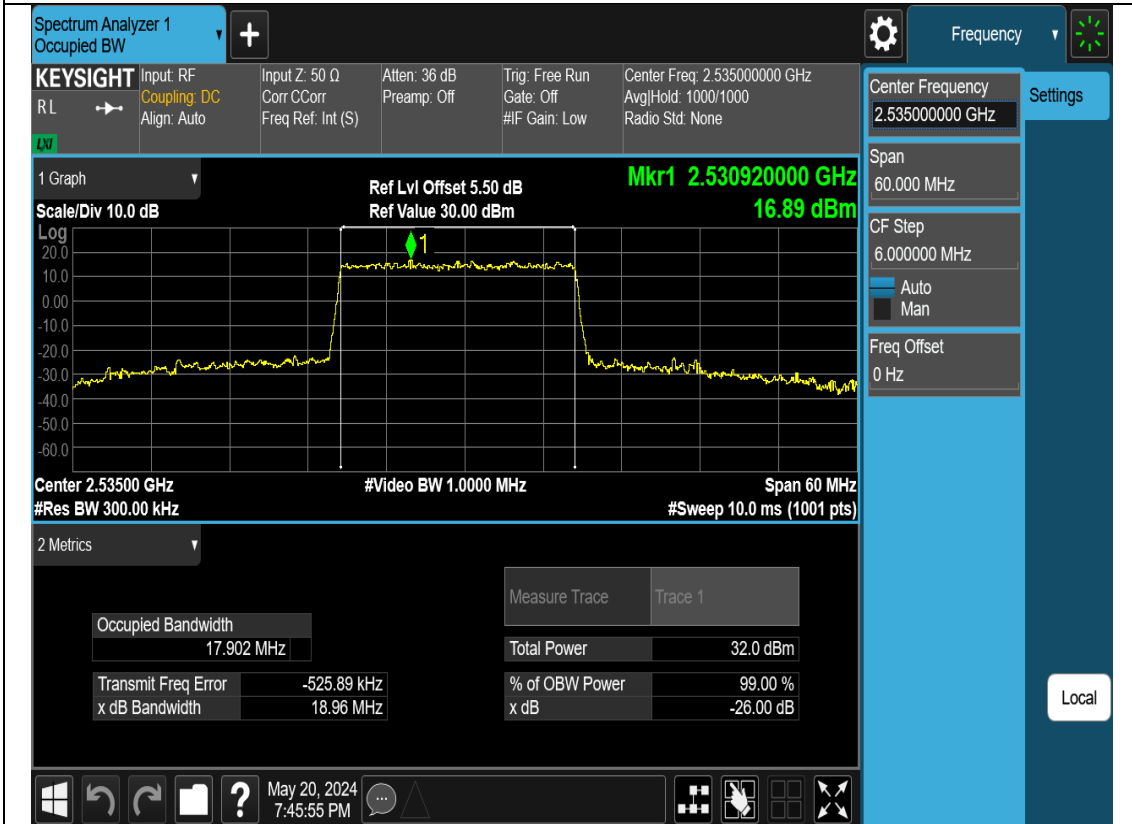 Spectrum Analyzer 1
Occupied BW
Frequency
KEYSIGHT
R L
LXI
Input: RF
Coupling: DC
Align: Auto
Input Z: 50 Ω
Corr CCorr
Freq Ref: Int (S)
Atten: 36 dB
Preamp: Off
Trig: Free Run
Gate: Off
#IF Gain: Low
Center Freq: 2.535000000 GHz
Avg|Hold: 1000/1000
Radio Std: None
Center Frequency
2.535000000 GHz
Settings
Span
60.000 MHz
CF Step
6.000000 MHz
Auto
Man
Freq Offset
0 Hz
1 Graph
Scale/Div 10.0 dB
Ref Lvl Offset 5.50 dB
Ref Value 30.00 dBm
Mkr1 2.530920000 GHz
16.89 dBm
Log
1
20.0
10.0
0.00
-10.0
-20.0
-30.0
-40.0
-50.0
-60.0
Center 2.53500 GHz
#Video BW 1.0000 MHz
Span 60 MHz
#Res BW 300.00 kHz
#Sweep 10.0 ms (1001 pts)
2 Metrics
Measure Trace Trace 1
Occupied Bandwidth
17.902 MHz
Total Power 32.0 dBm
Transmit Freq Error -525.89 kHz
% of OBW Power 99.00 %
x dB Bandwidth 18.96 MHz
x dB -26.00 dB
Local
May 20, 2024
7:45:55 PM